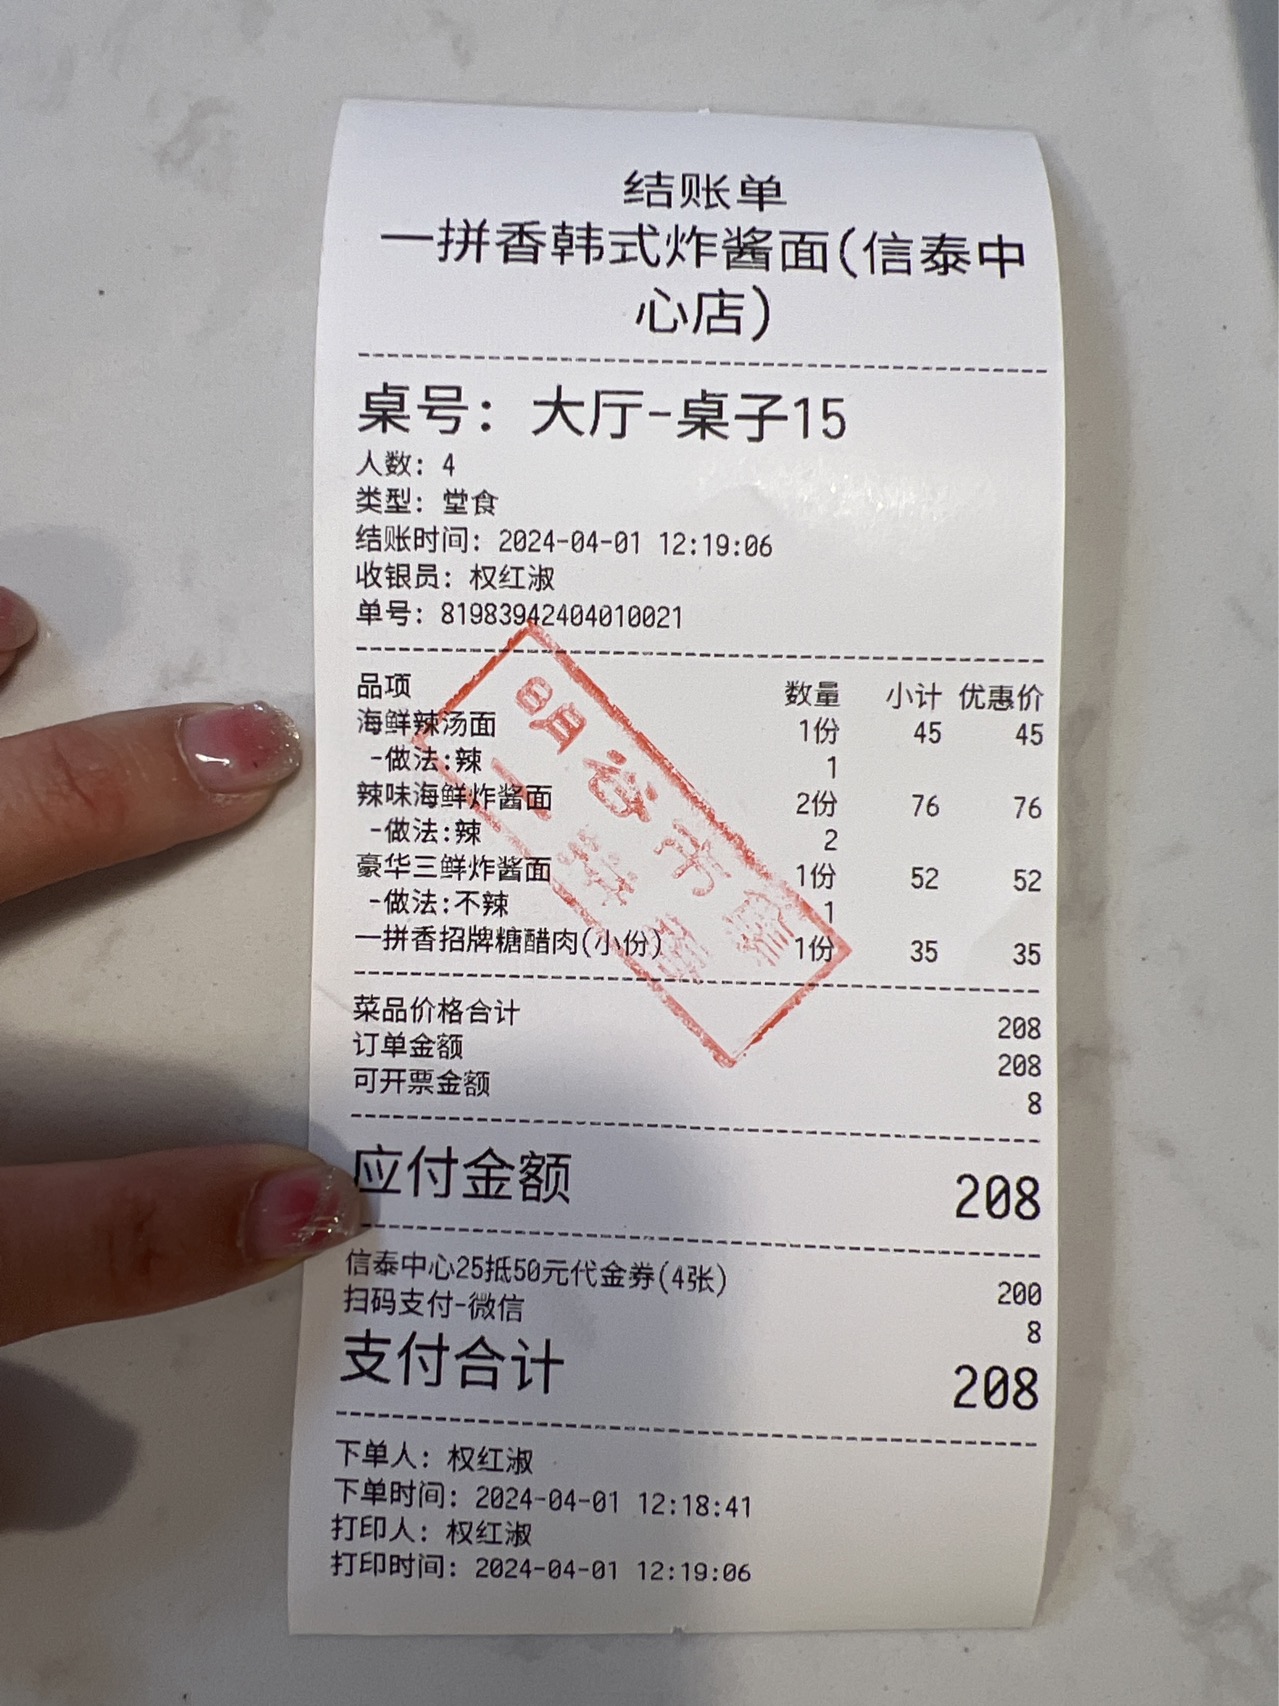 结账单
一拼香韩式炸酱面(信泰中
心店)
桌号: 大厅-桌子15
人数: 4
类型: 堂食
结账时间: 2024-04-01 12:19:06
收银员: 权红淑
单号: 81983942404010021
品项 数量 小计 优惠价
海鲜辣汤面 1份 45 45
-做法:辣 1
辣味海鲜炸酱面 2份 76 76
-做法:辣 2
豪华三鲜炸酱面 1份 52 52
-做法:不辣 1
一拼香招牌糖醋肉(小份) 1份 35 35
菜品价格合计 208
订单金额 208
可开票金额 8
应付金额 208
信泰中心25抵50元代金券(4张) 200
扫码支付-微信 8
支付合计 208
下单人: 权红淑
下单时间: 2024-04-01 12:18:41
打印人: 权红淑
打印时间: 2024-04-01 12:19:06